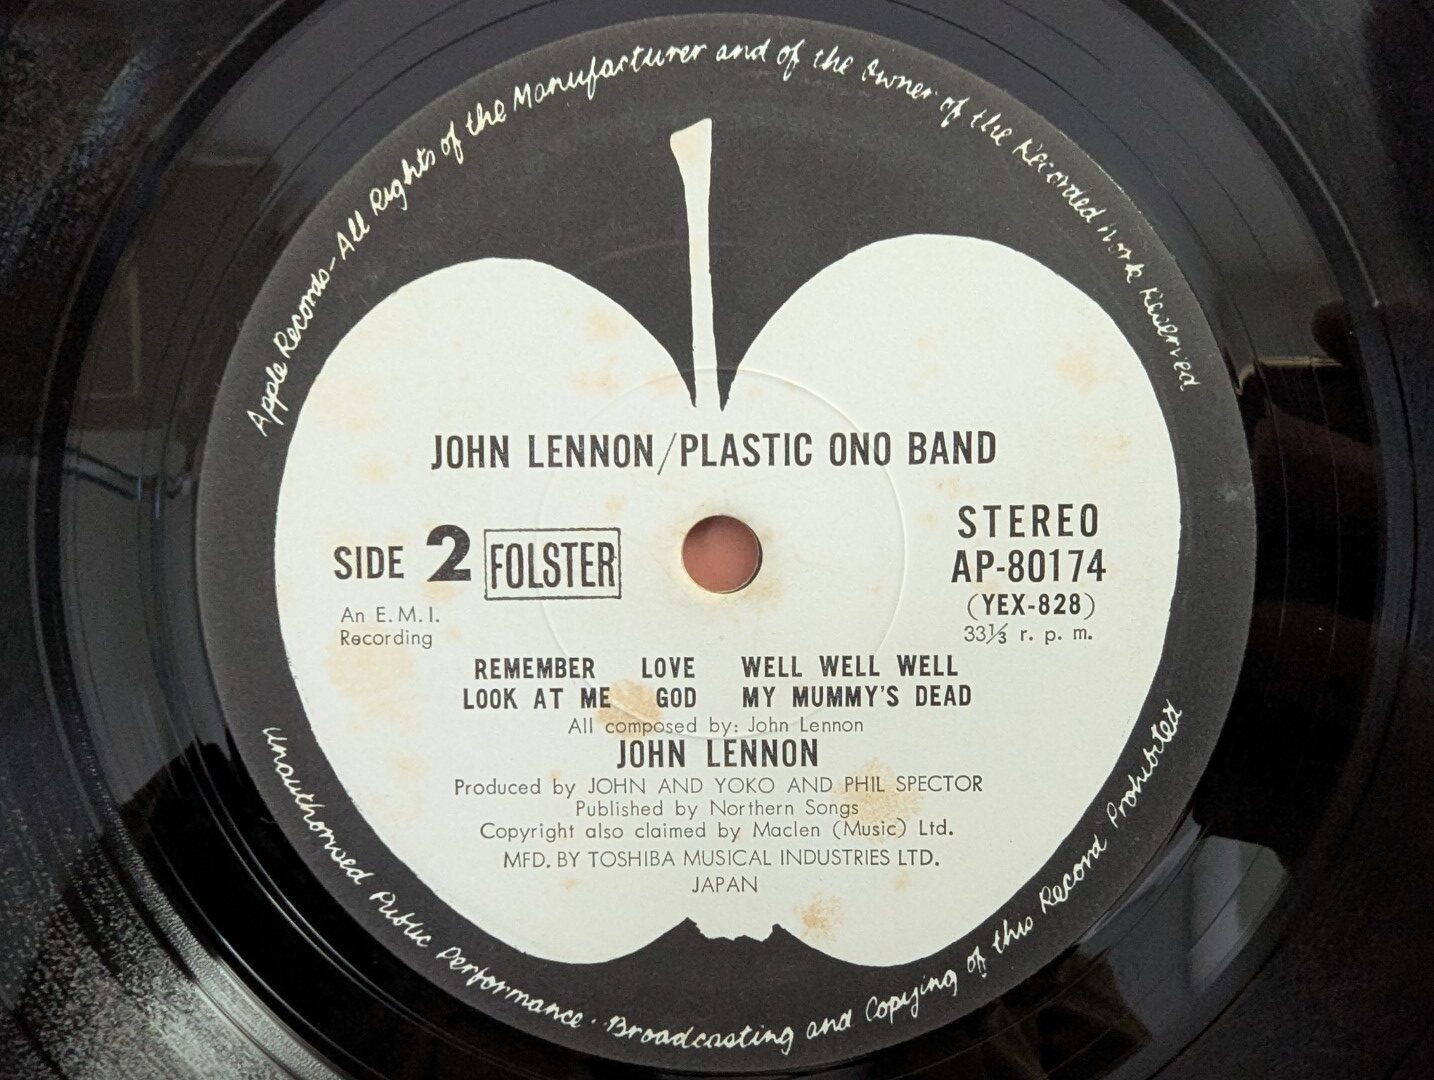 Apple Records - All Rights of the Manufacturer and of the Owner of the Recorded Work Reserved
JOHN LENNON/PLASTIC ONO BAND
SIDE 2 FOLSTER
An E.M.I.
Recording
STEREO
AP-80174
(YEX-828)
33⅓ r. p. m.
REMEMBER LOVE WELL WELL WELL
LOOK AT ME GOD MY MUMMY'S DEAD
All composed by: John Lennon
JOHN LENNON
Produced by JOHN AND YOKO AND PHIL SPECTOR
Published by Northern Songs
Copyright also claimed by Maclen (Music) Ltd.
MFD. BY TOSHIBA MUSICAL INDUSTRIES LTD.
JAPAN
Unauthorised Public Performance · Broadcasting and Copying of this Record Prohibited